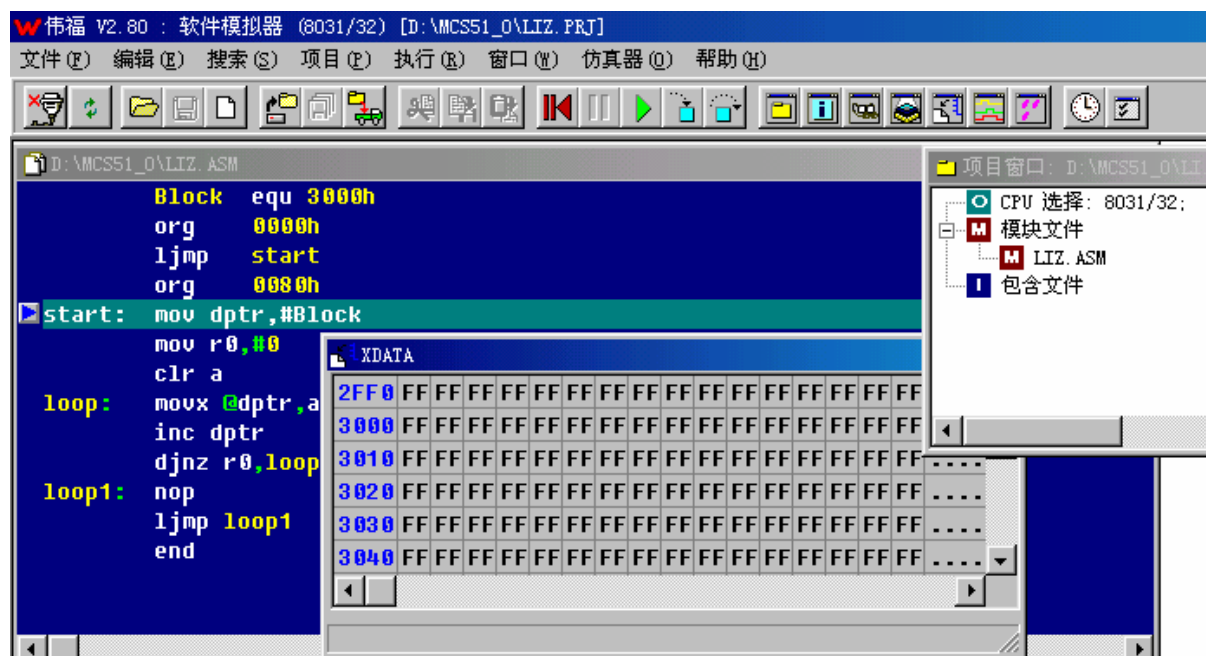 伟福 V2.80 : 软件模拟器 (8031/32) [D:\MCS51_O\LIZ.PRJ]
文件(F) 编辑(E) 搜索(S) 项目(P) 执行(R) 窗口(W) 仿真器(O) 帮助(H)
D:\MCS51_O\LIZ.ASM
Block equ 3000h
org 0000h
ljmp start
org 0080h
start: mov dptr,#Block
mov r0,#0
clr a
loop: movx @dptr,a
inc dptr
djnz r0,loop
loop1: nop
ljmp loop1
end
XDATA
2FF0 FF FF FF FF FF FF FF FF FF FF FF FF FF FF FF FF
3000 FF FF FF FF FF FF FF FF FF FF FF FF FF FF FF FF
3010 FF FF FF FF FF FF FF FF FF FF FF FF FF FF FF FF ....
3020 FF FF FF FF FF FF FF FF FF FF FF FF FF FF FF FF ....
3030 FF FF FF FF FF FF FF FF FF FF FF FF FF FF FF FF ....
3040 FF FF FF FF FF FF FF FF FF FF FF FF FF FF FF FF ....
项目窗口: D:\MCS51_O\LI
CPU 选择: 8031/32;
M 模块文件
M LIZ.ASM
I 包含文件